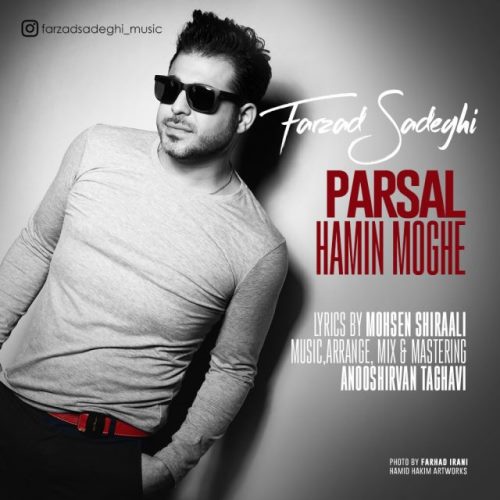 farzadsadeghi_music
Farzad Sadeghi
PARSAL
HAMIN MOGHE
LYRICS BY MOHSEN SHIRAALI
MUSIC,ARRANGE, MIX & MASTERING
ANOOSHIRVAN TAGHAVI
PHOTO BY FARHAD IRANI
HAMID HAKIM ARTWORKS